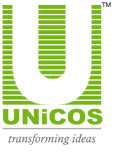 TM
UNiCOS
transforming ideas